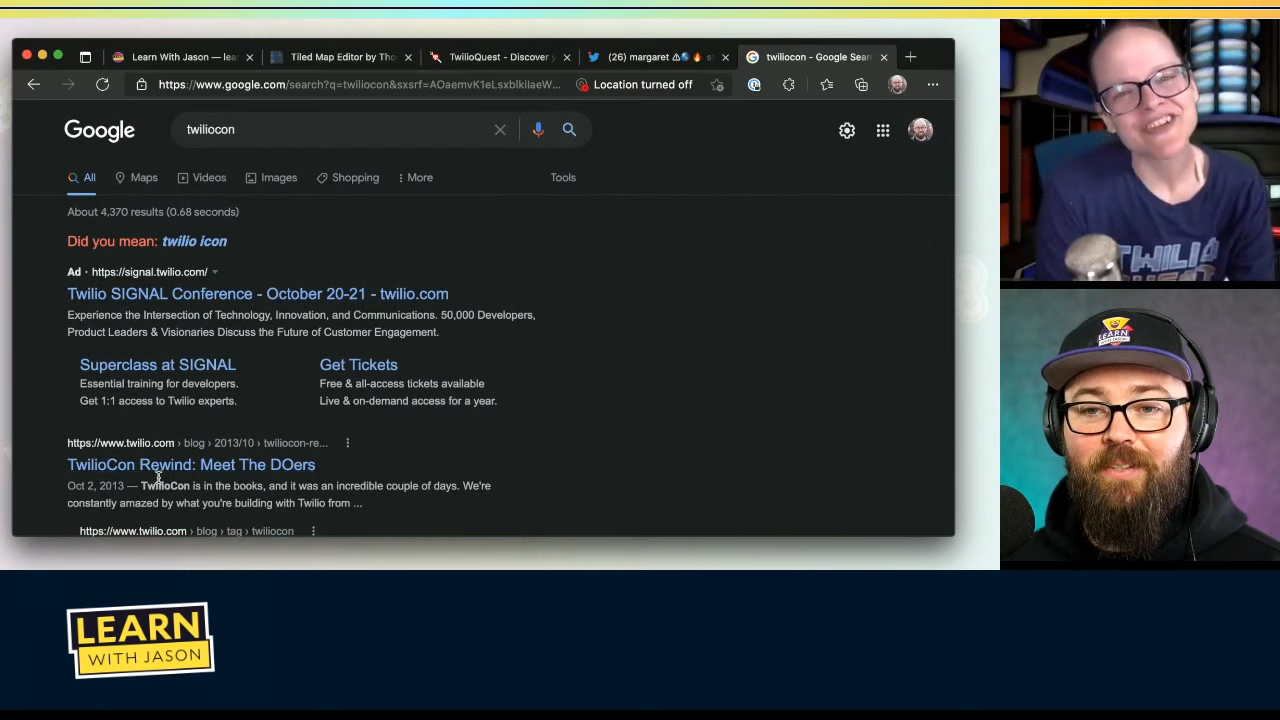 Learn With Jason — lea
Tiled Map Editor by Tho
TwilioQuest - Discover y
(26) margaret
twiliocon - Google Sear
https://www.google.com/search?q=twiliocon&sxsrf=AOaemvK1eLsxblkilaeW...
Location turned off
Google
twiliocon
All
Maps
Videos
Images
Shopping
More
Tools
About 4,370 results (0.68 seconds)
Did you mean: twilio icon
Ad · https://signal.twilio.com/
Twilio SIGNAL Conference - October 20-21 - twilio.com
Experience the Intersection of Technology, Innovation, and Communications. 50,000 Developers,
Product Leaders & Visionaries Discuss the Future of Customer Engagement.
Superclass at SIGNAL
Essential training for developers.
Get 1:1 access to Twilio experts.
Get Tickets
Free & all-access tickets available
Live & on-demand access for a year.
https://www.twilio.com › blog › 2013/10 › twiliocon-re...
TwilioCon Rewind: Meet The DOers
Oct 2, 2013 — TwilioCon is in the books, and it was an incredible couple of days. We're
constantly amazed by what you're building with Twilio from ...
https://www.twilio.com › blog › tag › twiliocon
TWILIO
LEARN
WITH JASON
LEARN
WITH JASON